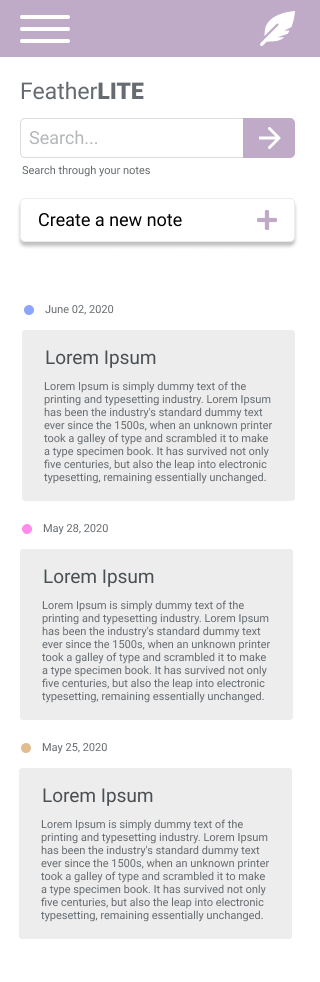 FeatherLITE
Search...
Search through your notes
Create a new note
June 02, 2020
Lorem Ipsum
Lorem Ipsum is simply dummy text of the
printing and typesetting industry. Lorem Ipsum
has been the industry's standard dummy text
ever since the 1500s, when an unknown printer
took a galley of type and scrambled it to make
a type specimen book. It has survived not only
five centuries, but also the leap into electronic
typesetting, remaining essentially unchanged.
May 28, 2020
Lorem Ipsum
Lorem Ipsum is simply dummy text of the
printing and typesetting industry. Lorem Ipsum
has been the industry's standard dummy text
ever since the 1500s, when an unknown printer
took a galley of type and scrambled it to make
a type specimen book. It has survived not only
five centuries, but also the leap into electronic
typesetting, remaining essentially unchanged.
May 25, 2020
Lorem Ipsum
Lorem Ipsum is simply dummy text of the
printing and typesetting industry. Lorem Ipsum
has been the industry's standard dummy text
ever since the 1500s, when an unknown printer
took a galley of type and scrambled it to make
a type specimen book. It has survived not only
five centuries, but also the leap into electronic
typesetting, remaining essentially unchanged.